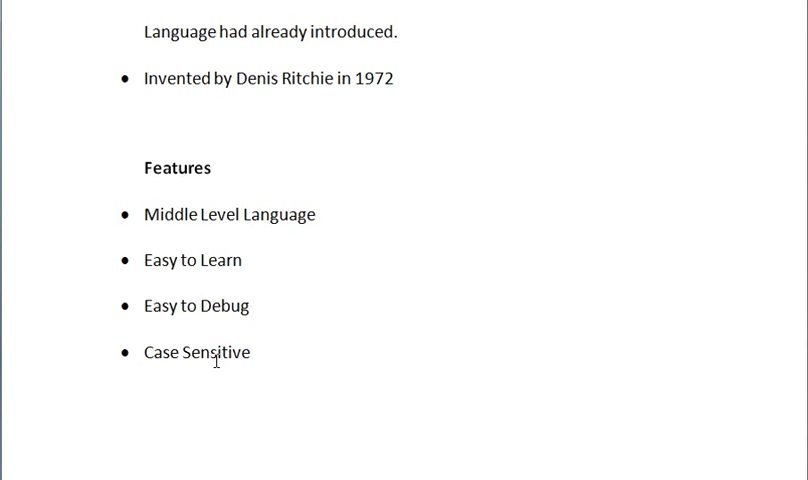 Language had already introduced.
• Invented by Denis Ritchie in 1972
Features
• Middle Level Language
• Easy to Learn
• Easy to Debug
• Case Sensitive